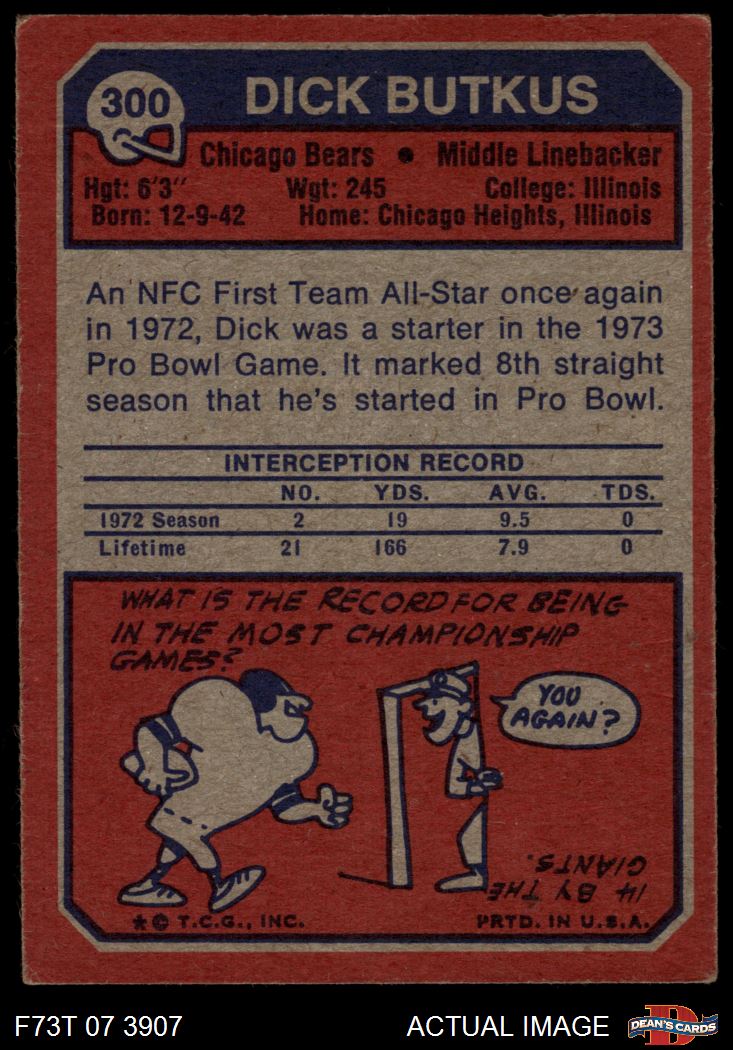 300
DICK BUTKUS
Chicago Bears • Middle Linebacker
Hgt: 6'3" Wgt: 245 College: Illinois
Born: 12-9-42 Home: Chicago Heights, Illinois
An NFC First Team All-Star once again
in 1972, Dick was a starter in the 1973
Pro Bowl Game. It marked 8th straight
season that he's started in Pro Bowl.
INTERCEPTION RECORD
NO. YDS. AVG. TDS.
1972 Season 2 19 9.5 0
Lifetime 21 166 7.9 0
WHAT IS THE RECORD FOR BEING
IN THE MOST CHAMPIONSHIP
GAMES?
YOU
AGAIN?
14 BY THE
GIANTS.
★ © T.C.G., INC. PRTD. IN U.S.A.
F73T 07 3907 ACTUAL IMAGE D DEAN'S CARDS